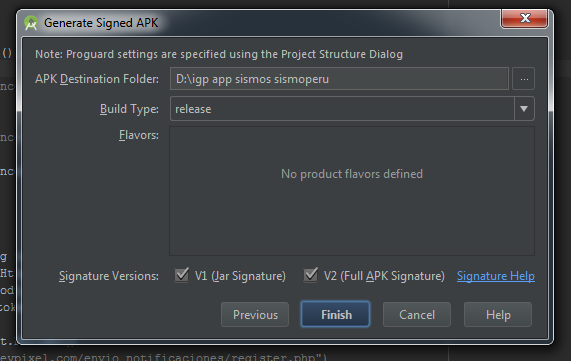 Generate Signed APK
Note: Proguard settings are specified using the Project Structure Dialog
APK Destination Folder: D:\igp app sismos sismoperu ...
Build Type: release
Flavors:
No product flavors defined
Signature Versions: V1 (Jar Signature) V2 (Full APK Signature) Signature Help
Previous Finish Cancel Help
()
nc
nc
nc
g
Ht
od
tok
t.
eypixel.com/envio_notificaciones/register.php")